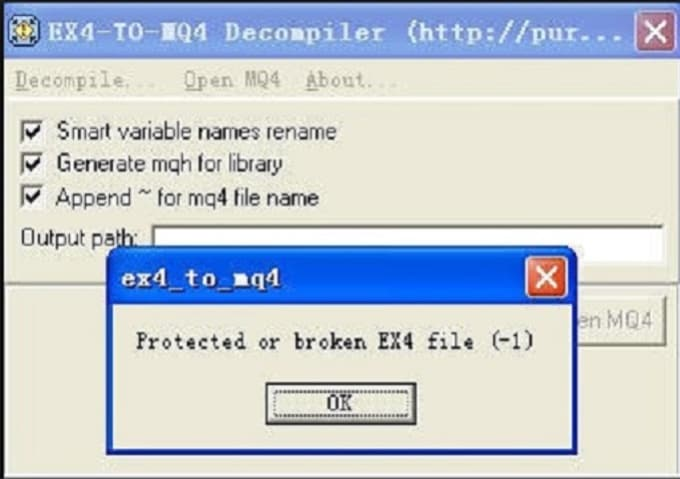 EX4-TO-MQ4 Decompiler (http://pur...
Decompile... Open MQ4 About...
Smart variable names rename
Generate mqh for library
Append ~ for mq4 file name
Output path:
ex4_to_mq4
en MQ4
Protected or broken EX4 file (-1)
OK